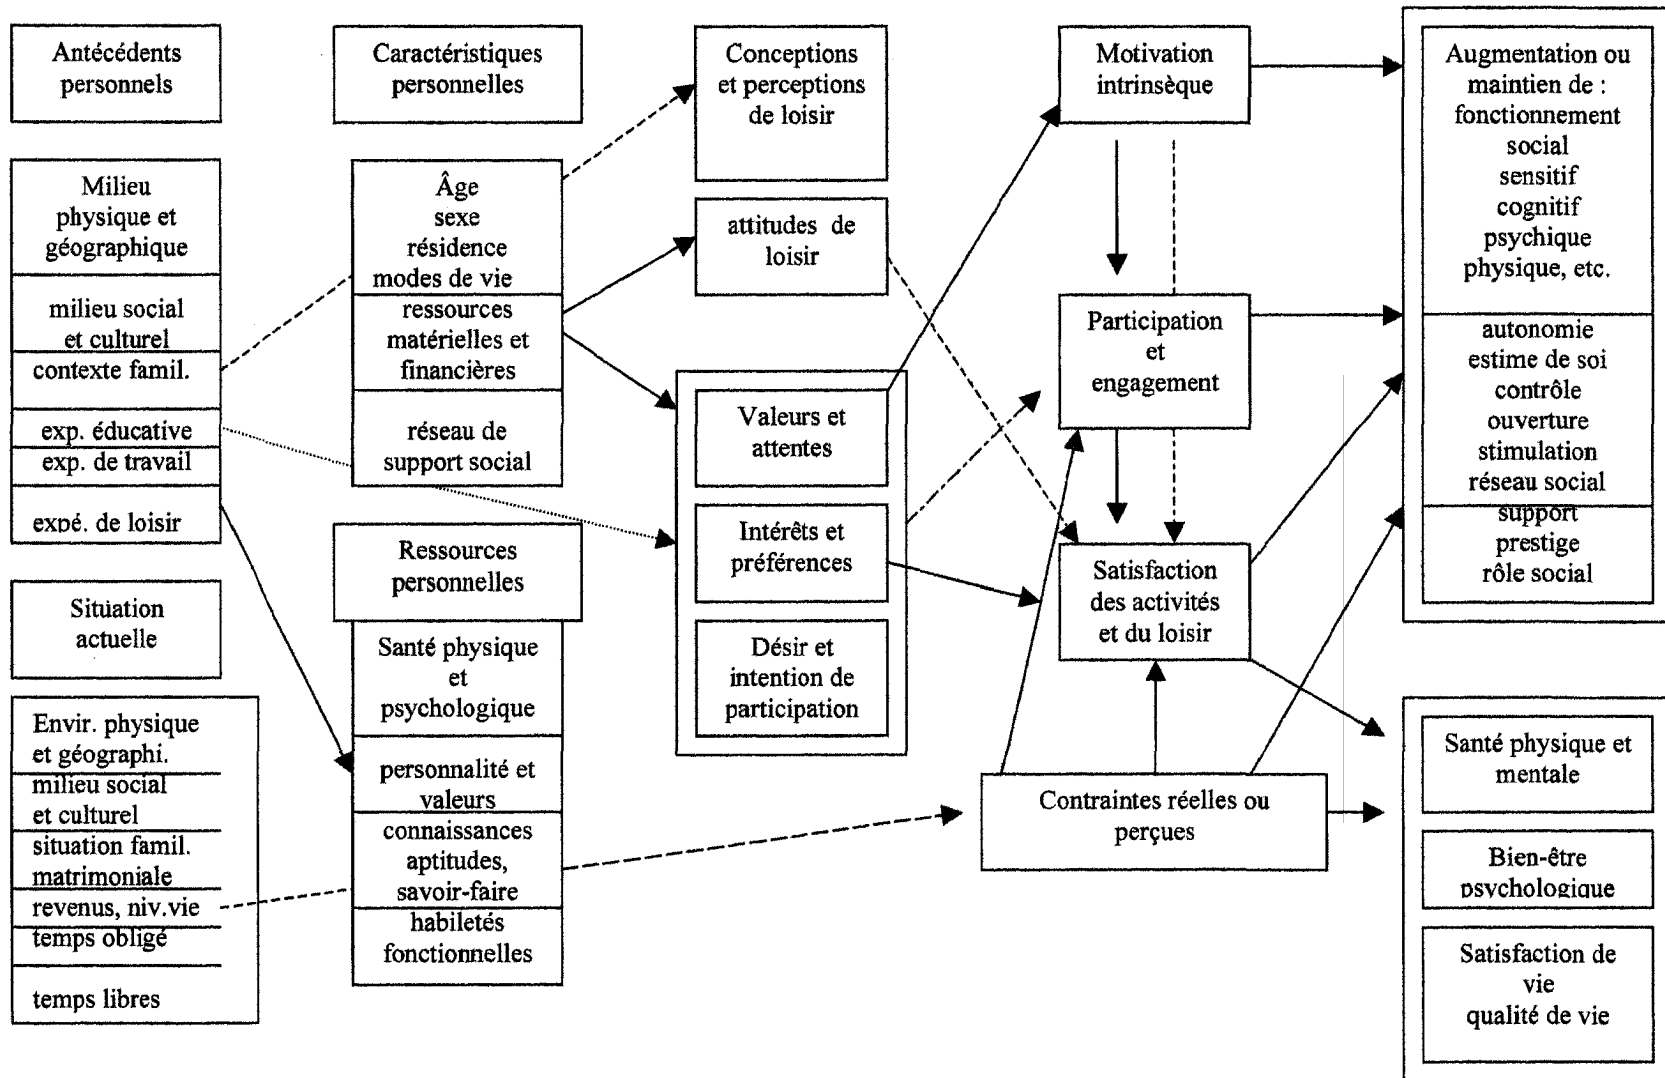 Antécédents
personnels
Milieu
physique et
géographique
milieu social
et culturel
contexte famil.
exp. éducative
exp. de travail
expé. de loisir
Situation
actuelle
Envir. physique
et géographi.
milieu social
et culturel
situation famil.
matrimoniale
revenus, niv.vie
temps obligé
temps libres
Caractéristiques
personnelles
Âge
sexe
résidence
modes de vie
ressources
matérielles et
financières
réseau de
support social
Ressources
personnelles
Santé physique
et
psychologique
personnalité et
valeurs
connaissances
aptitudes,
savoir-faire
habiletés
fonctionnelles
Conceptions
et perceptions
de loisir
attitudes de
loisir
Valeurs et
attentes
Intérêts et
préférences
Désir et
intention de
participation
Motivation
intrinsèque
Participation
et
engagement
Satisfaction
des activités
et du loisir
Contraintes réelles ou
perçues
Augmentation ou
maintien de :
fonctionnement
social
sensitif
cognitif
psychique
physique, etc.
autonomie
estime de soi
contrôle
ouverture
stimulation
réseau social
support
prestige
rôle social
Santé physique et
mentale
Bien-être
psychologique
Satisfaction de
vie
qualité de vie